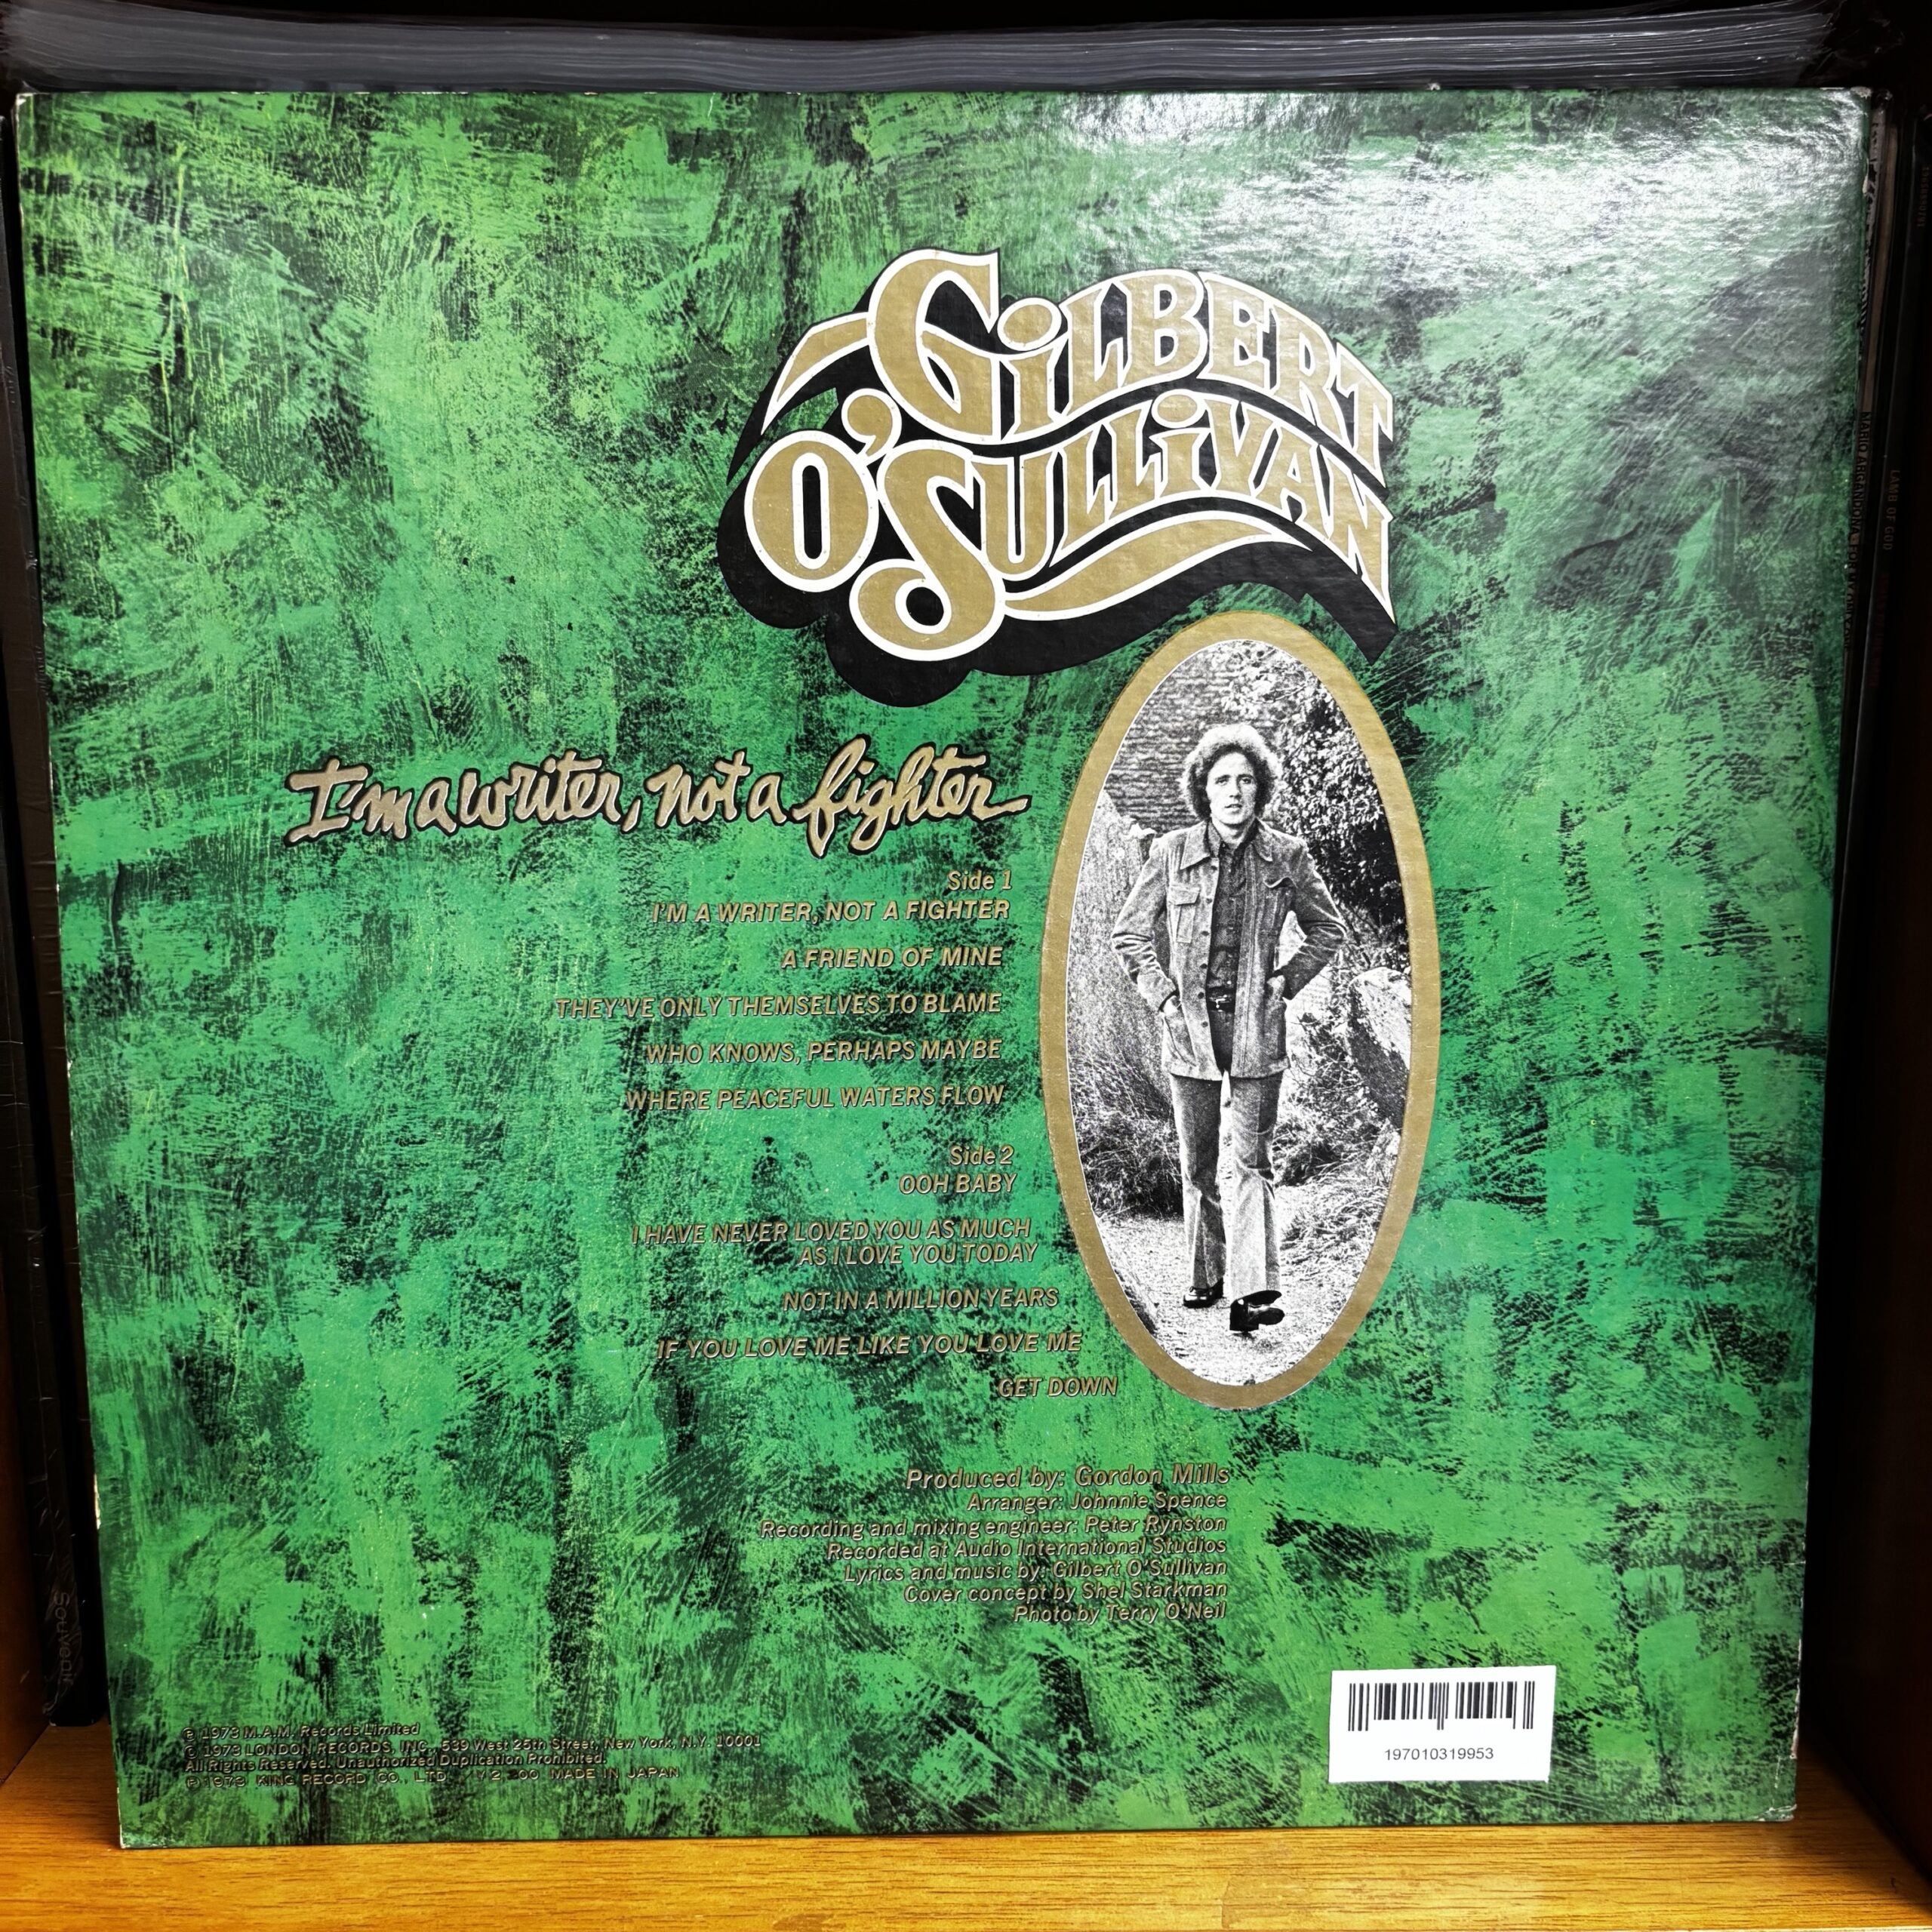 GiLBERT
O'SULLiVAN
I'm a writer, not a fighter
Side 1
I'M A WRITER, NOT A FIGHTER
A FRIEND OF MINE
THEY'VE ONLY THEMSELVES TO BLAME
WHO KNOWS, PERHAPS MAYBE
WHERE PEACEFUL WATERS FLOW
Side 2
OOH BABY
I HAVE NEVER LOVED YOU AS MUCH
AS I LOVE YOU TODAY
NOT IN A MILLION YEARS
IF YOU LOVE ME LIKE YOU LOVE ME
GET DOWN
Produced by: Gordon Mills
Arranger: Johnnie Spence
Recording and mixing engineer: Peter Rynston
Recorded at Audio International Studios
Lyrics and music by: Gilbert O'Sullivan
Cover concept by Shel Starkman
Photo by Terry O'Neil
℗ 1973 M.A.M. Records Limited
© 1973 LONDON RECORDS, INC., 539 West 25th Street, New York, N.Y. 10001
All Rights Reserved. Unauthorized Duplication Prohibited.
℗ 1973 KING RECORD CO., LTD. MADE IN JAPAN
197010319953
LAMB OF GOD
Souvenir